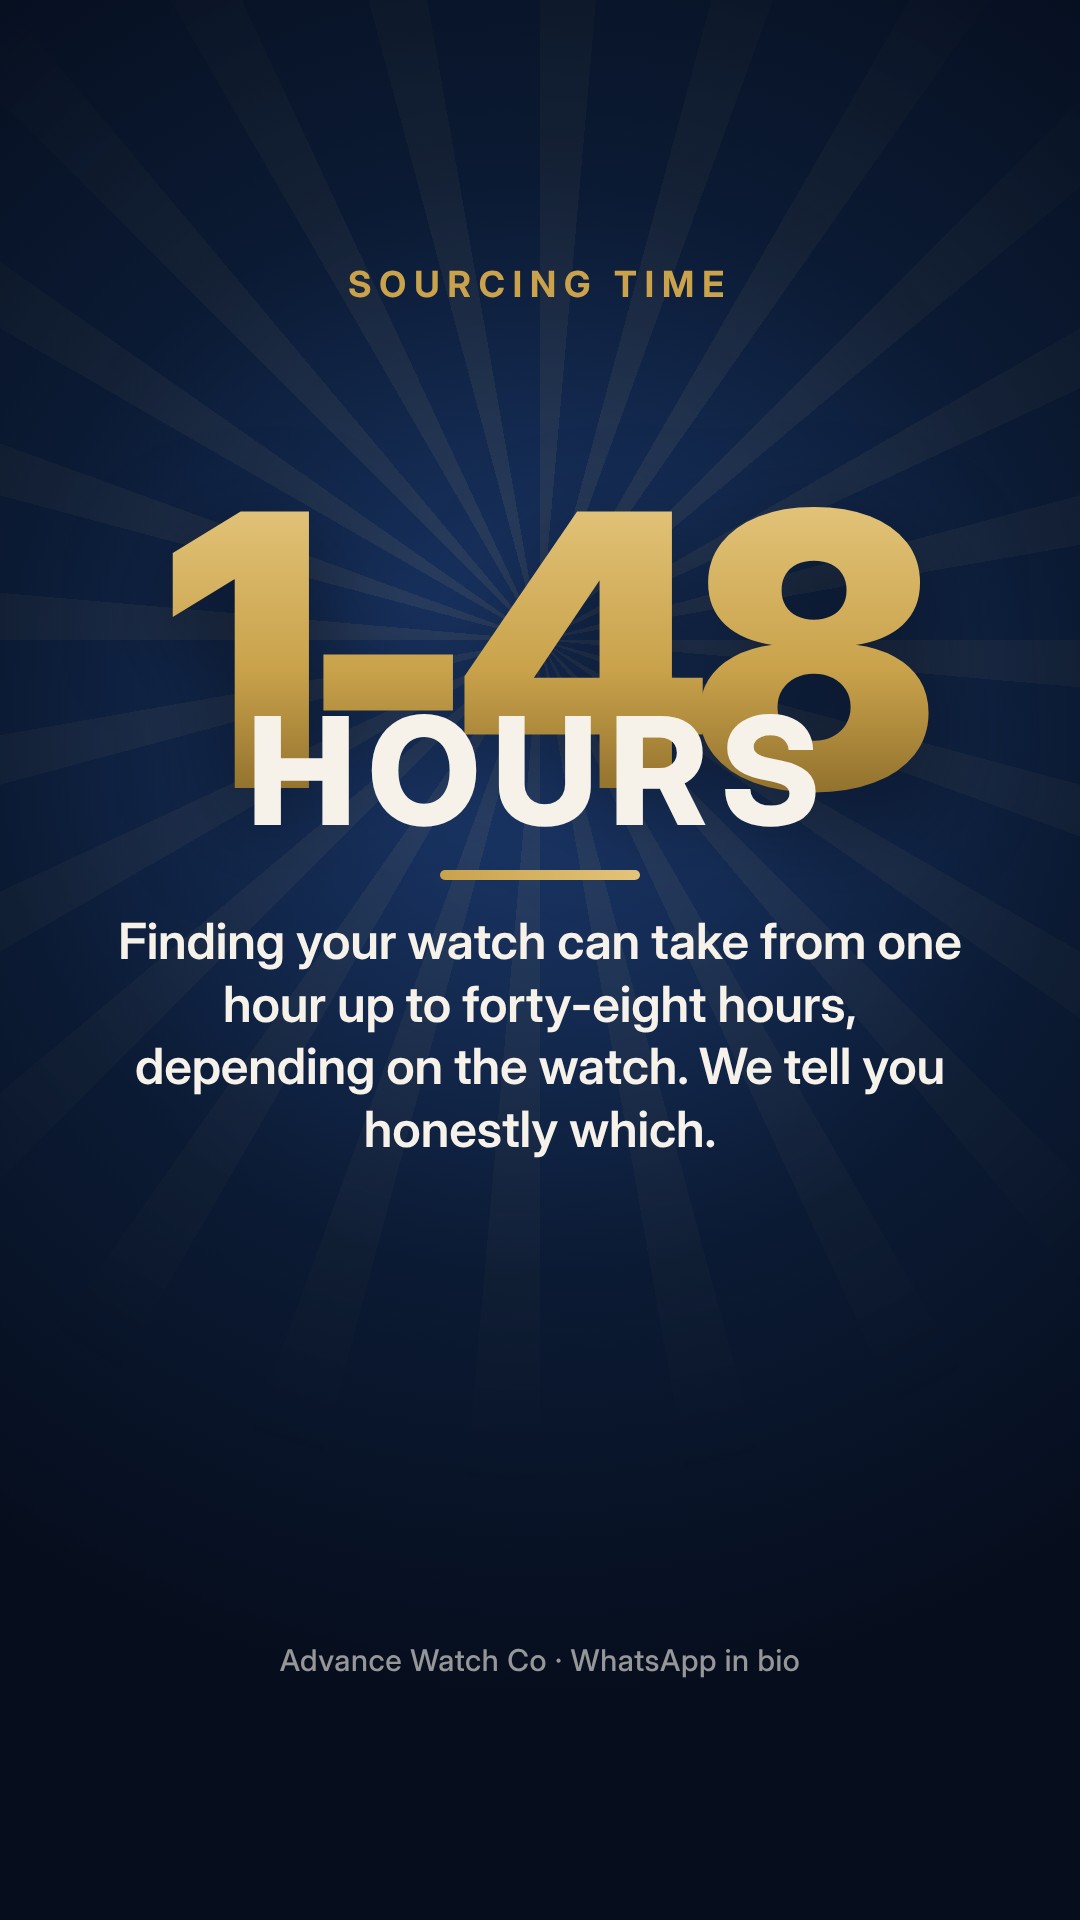 SOURCING TIME
1-48
HOURS
Finding your watch can take from one
hour up to forty-eight hours,
depending on the watch. We tell you
honestly which.
Advance Watch Co · WhatsApp in bio